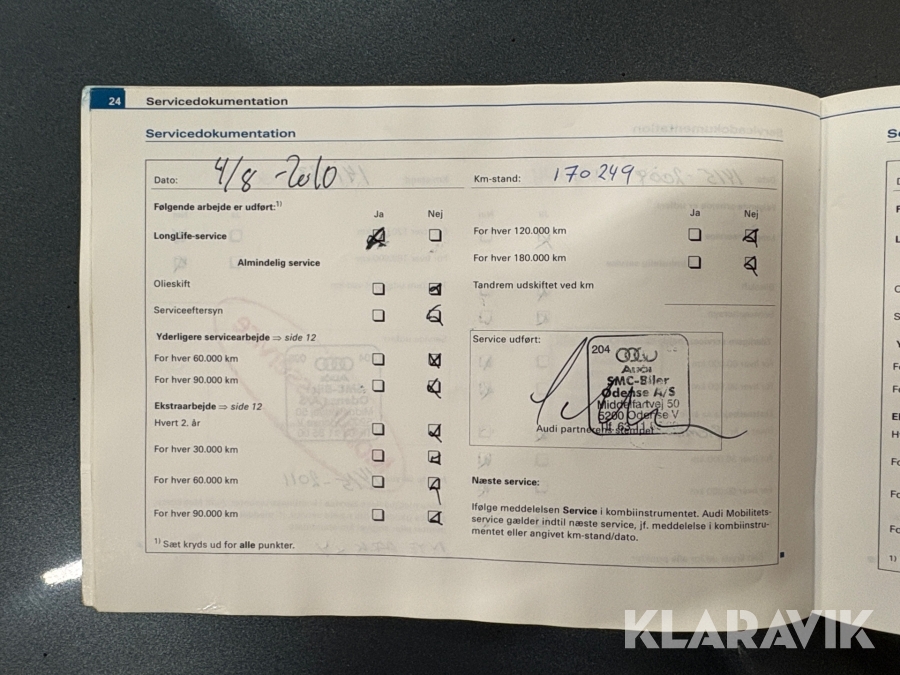 24 Servicedokumentation
Servicedokumentation
Dato: 4/8 -2010
Km-stand: 170249
Følgende arbejde er udført:1)
Ja Nej
LongLife-service
Almindelig service
Olieskift
Serviceeftersyn
Yderligere servicearbejde ⇒ side 12
For hver 60.000 km
For hver 90.000 km
Ekstraarbejde ⇒ side 12
Hvert 2. år
For hver 30.000 km
For hver 60.000 km
For hver 90.000 km
1) Sæt kryds ud for alle punkter.
Ja Nej
For hver 120.000 km
For hver 180.000 km
Tandrem udskiftet ved km
Service udført:
204
Audi
SMC-Biler
Odense A/S
Middelfartvej 50
5200 Odense V
Audi partnerens stempel
Næste service:
Ifølge meddelelsen Service i kombiinstrumentet. Audi Mobilitets-
service gælder indtil næste service, jf. meddelelse i kombiinstru-
mentet eller angivet km-stand/dato.
KLARAVIK